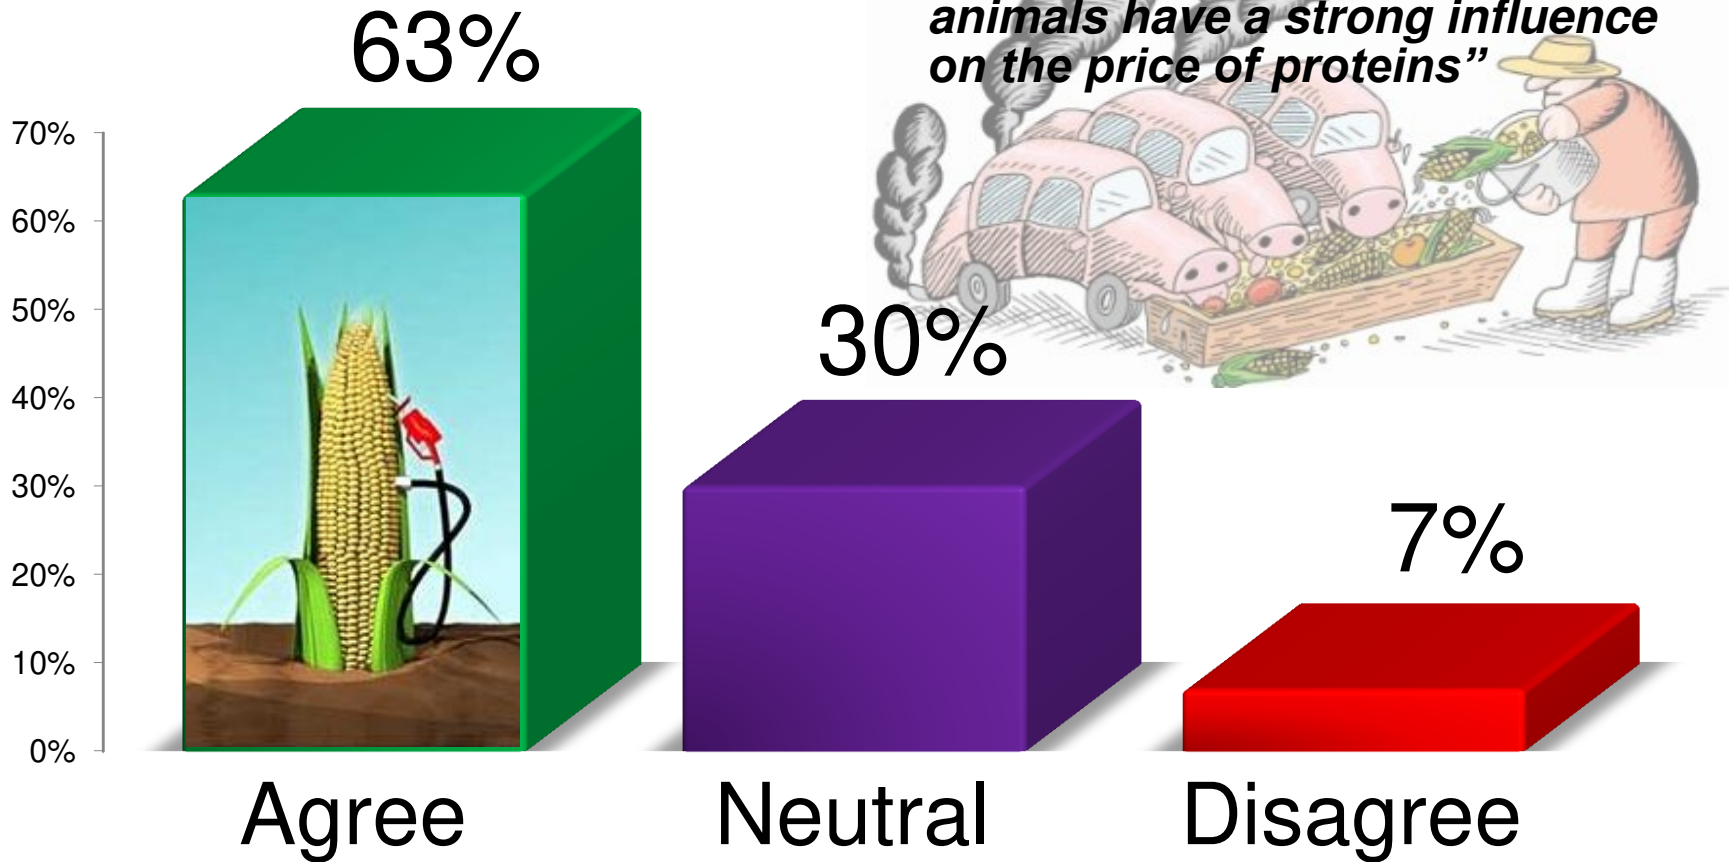 animals have a strong influence
on the price of proteins”
63%
30%
7%
70%
60%
50%
40%
30%
20%
10%
0%
Agree
Neutral
Disagree